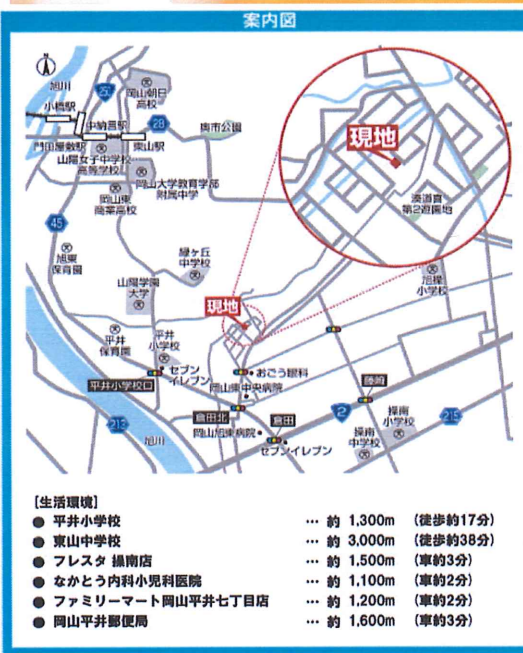 案内図
N
旭川
小橋駅
中納言駅
門田屋敷駅
東山駅
岡山朝日
高校
28
奥市公園
山陽女子中学校
高等学校
岡山大学教育学部
附属中学
岡山東
商業高校
45
旭東
保育園
緑ヶ丘
中学校
山陽学園
大学
現地
現地
湊道直
第2遊園地
旭操
小学校
平井
保育園
平井
小学校
セブン
イレブン
おごう眼科
岡山東中央病院
平井小学校口
倉田北
倉田
藤崎
岡山旭東病院
セブンイレブン
2
操南
小学校
操南
中学校
215
213
旭川
[生活環境]
● 平井小学校 … 約 1,300m (徒歩約17分)
● 東山中学校 … 約 3,000m (徒歩約38分)
● フレスタ 操南店 … 約 1,500m (車約3分)
● なかとう内科小児科医院 … 約 1,100m (車約2分)
● ファミリーマート岡山平井七丁目店 … 約 1,200m (車約2分)
● 岡山平井郵便局 … 約 1,600m (車約3分)